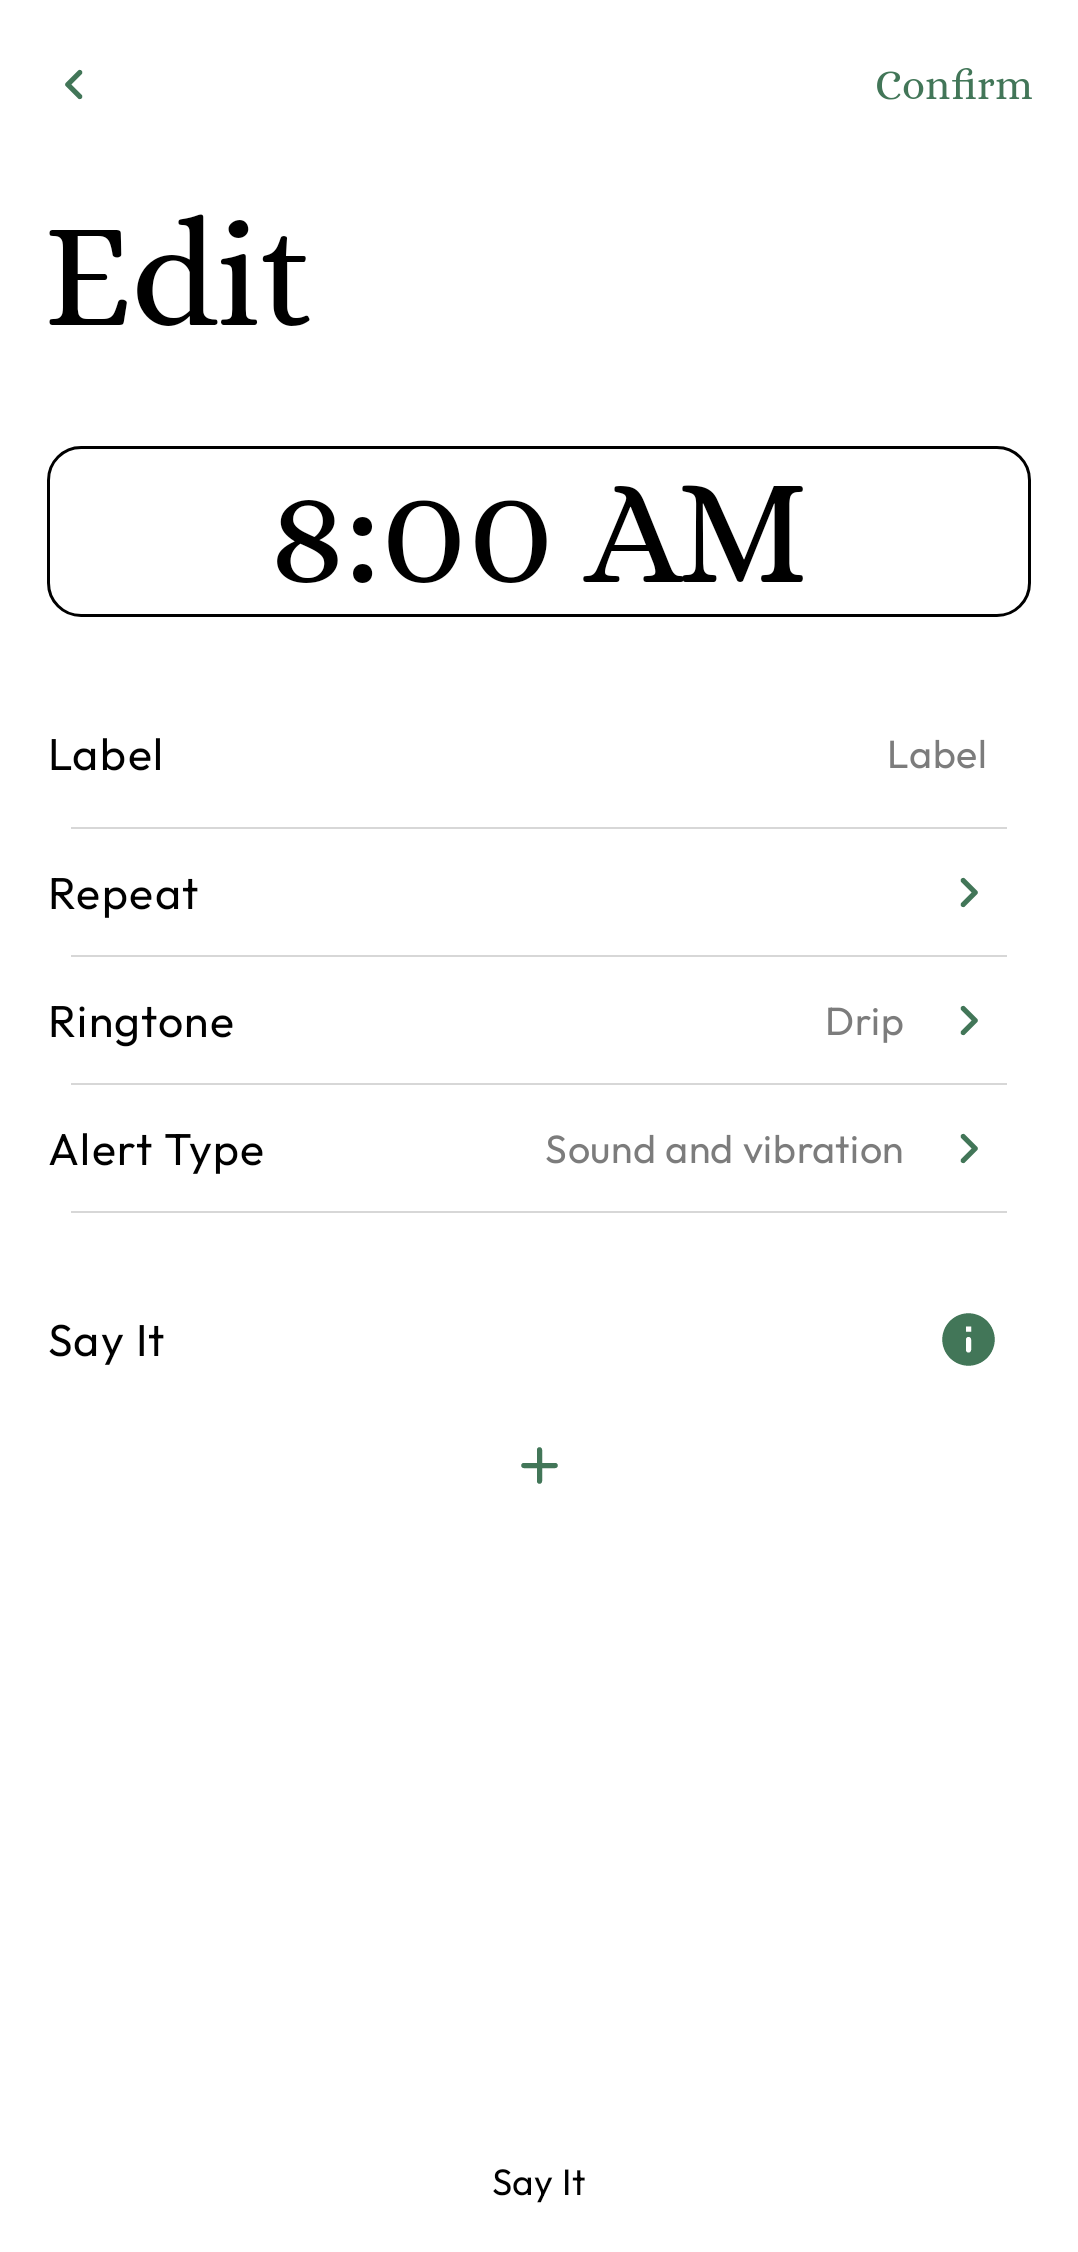 Confirm
Edit
8:00 AM
Label Label
Repeat
Ringtone Drip
Alert Type Sound and vibration
Say It
Say It